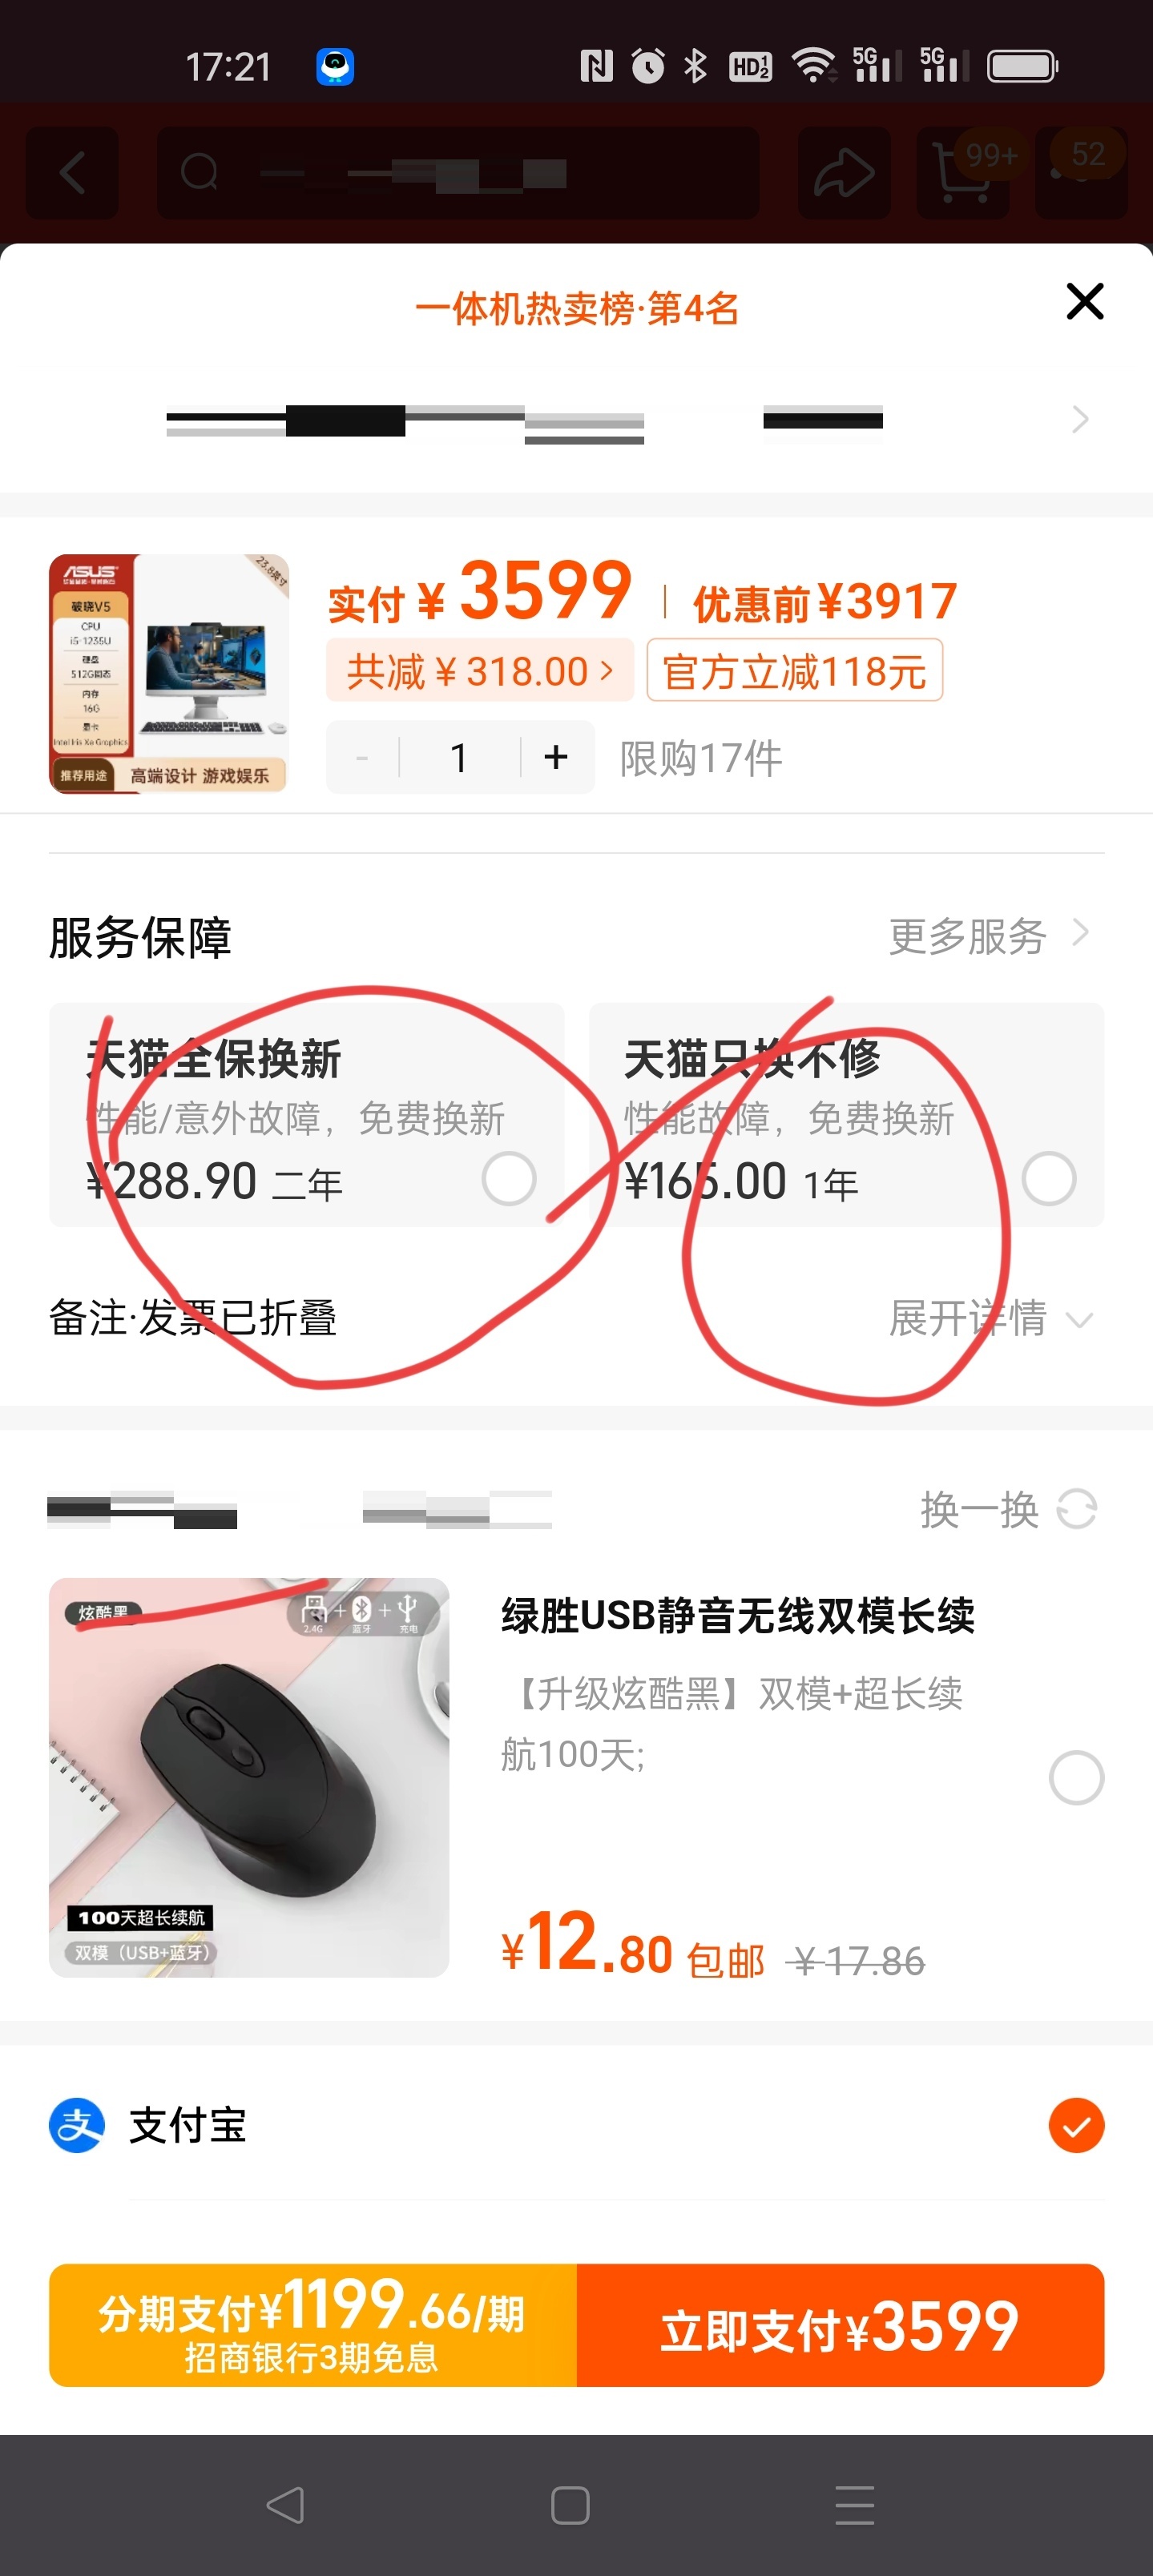 17:21
HD 1 2
5G
5G
99+
52
一体机热卖榜·第4名
ASUS
23.8英寸
破晓V5
CPU
i5-1235U
硬盘
512G固态
内存
16G
显卡
Intel Iris Xe Graphics
推荐用途
高端设计 游戏娱乐
实付 ¥ 3599
优惠前 ¥3917
共减 ¥ 318.00 >
官方立减118元
- 1 +
限购17件
服务保障
更多服务
天猫全保换新
性能/意外故障，免费换新
¥288.90 二年
天猫只换不修
性能故障，免费换新
¥165.00 1年
备注·发票已折叠
展开详情
换一换
炫酷黑
+ +
2.4G 蓝牙 充电
100天超长续航
双模（USB+蓝牙）
绿胜USB静音无线双模长续
【升级炫酷黑】双模+超长续
航100天;
¥12.80 包邮 ¥17.86
支 支付宝
分期支付¥1199.66/期
招商银行3期免息
立即支付¥3599